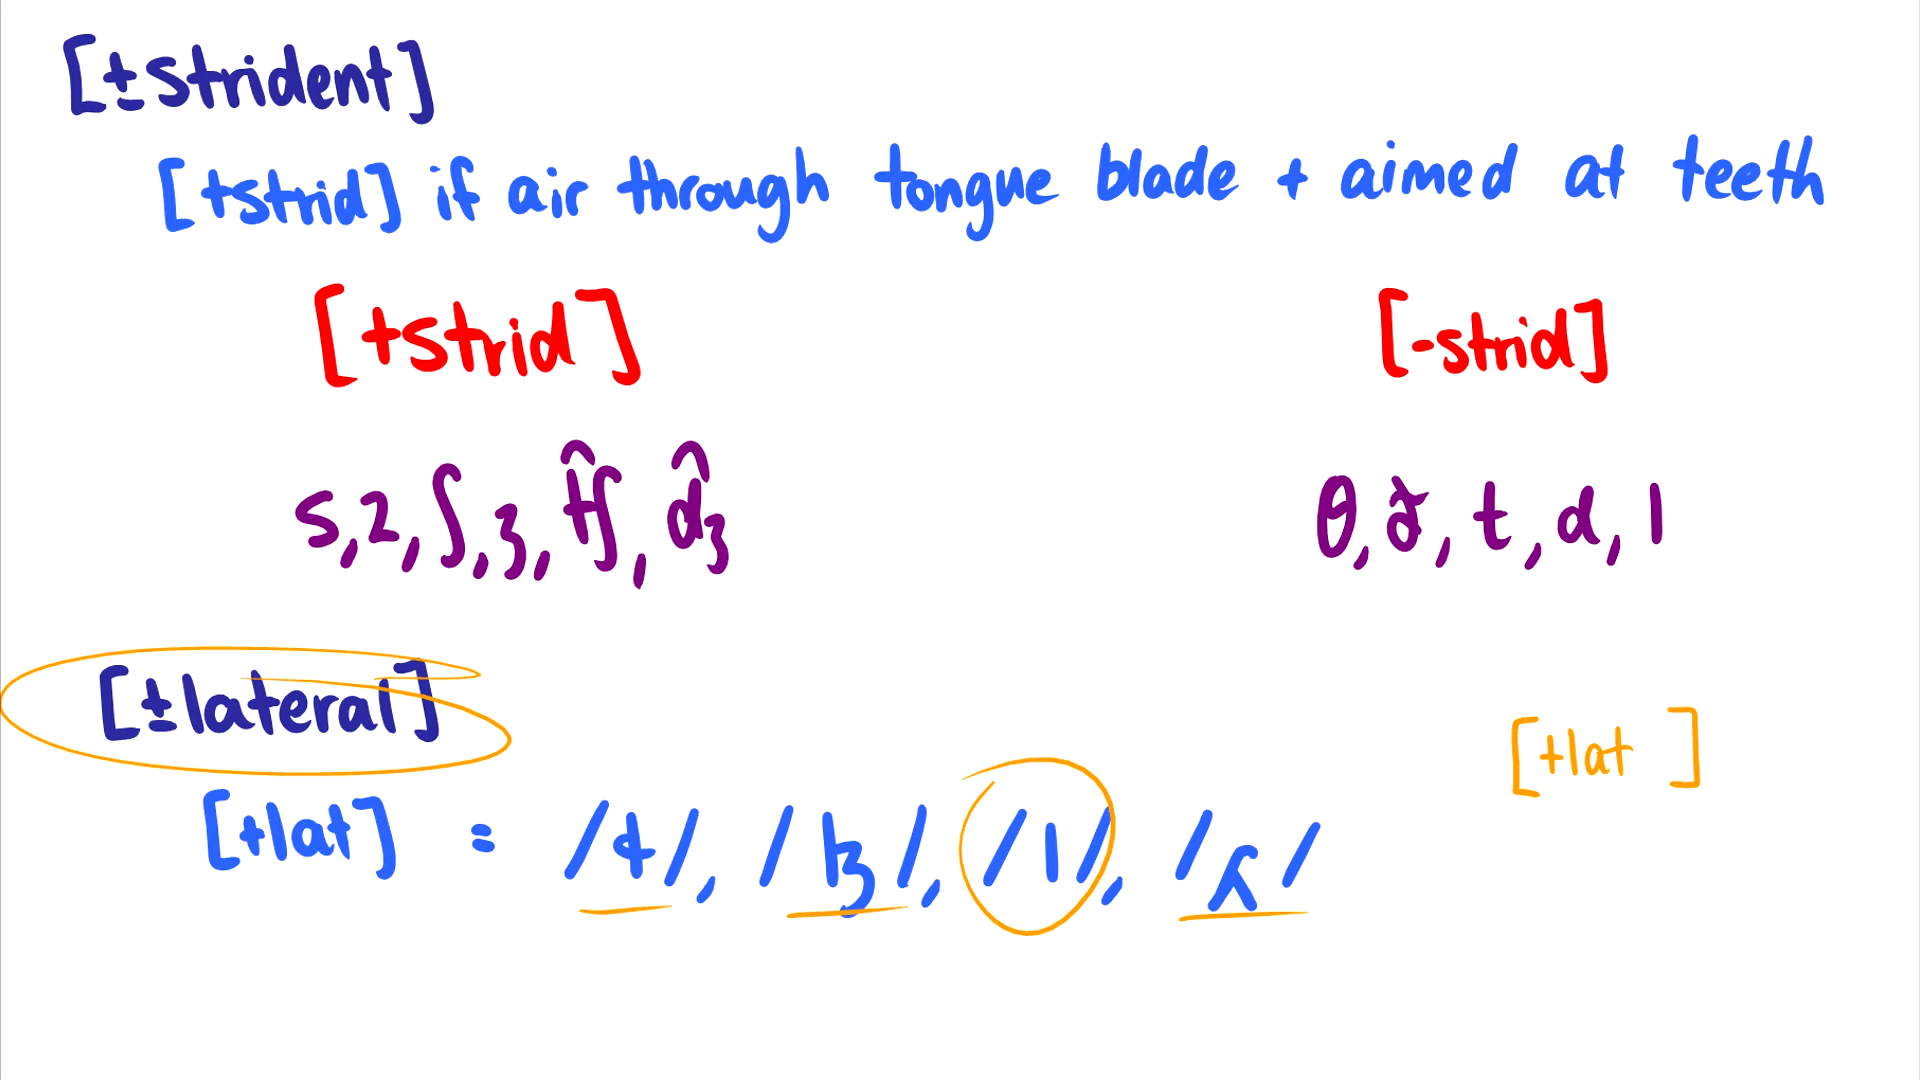 [±strident]
[+strid] if air through tongue blade + aimed at teeth
[+strid] [-strid]
s, z, ʃ, ʒ, t͡ʃ, d͡ʒ θ, ð, t, d, l
[±lateral]
[+lat ]
[+lat] = /ɬ/, /ɮ/, /l/, /ʎ/